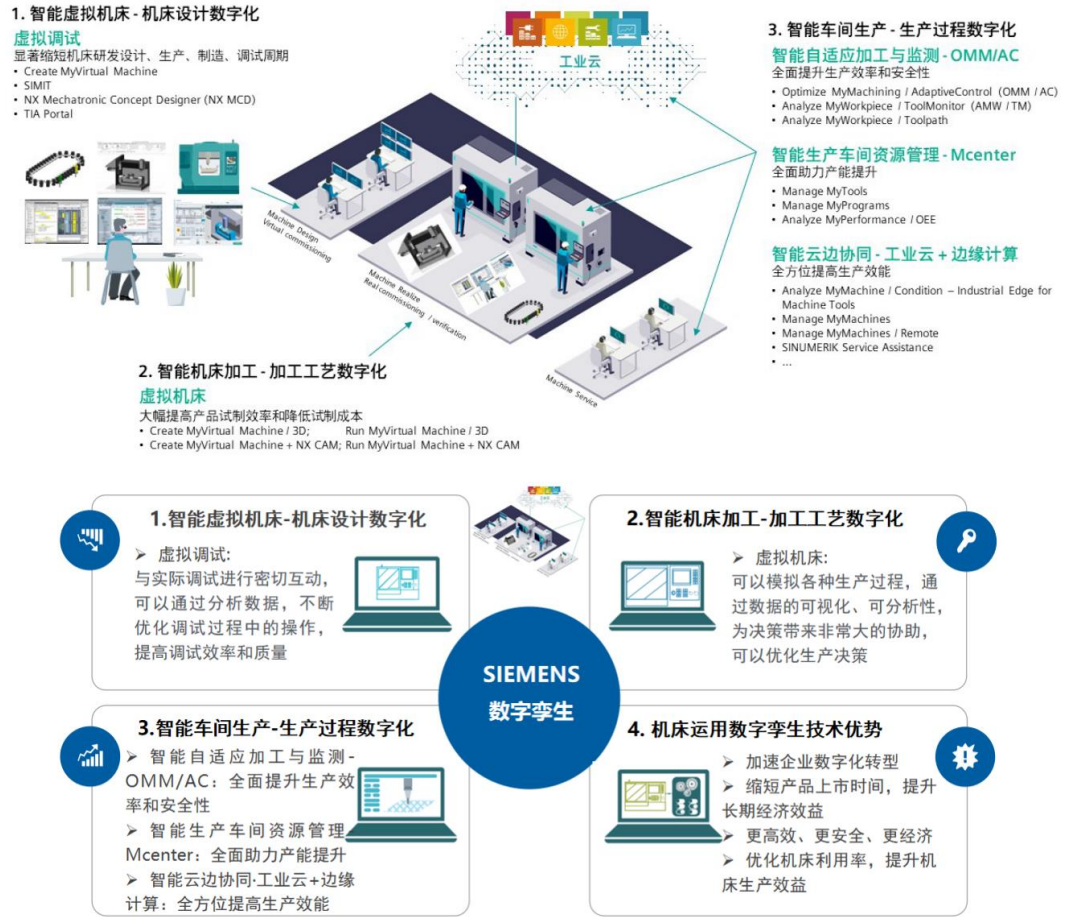 1. 智能虚拟机床 - 机床设计数字化
虚拟调试
显著缩短机床研发设计、生产、制造、调试周期
• Create MyVirtual Machine
• SIMIT
• NX Mechatronic Concept Designer (NX MCD)
• TIA Portal
工业云
Machine Design
Virtual commissioning
Machine Realize
Real commissioning / verification
Machine Service
3. 智能车间生产 - 生产过程数字化
智能自适应加工与监测 - OMM/AC
全面提升生产效率和安全性
• Optimize MyMachining / AdaptiveControl (OMM / AC)
• Analyze MyWorkpiece / ToolMonitor (AMW / TM)
• Analyze MyWorkpiece / Toolpath
智能生产车间资源管理 - Mcenter
全面助力产能提升
• Manage MyTools
• Manage MyPrograms
• Analyze MyPerformance / OEE
智能云边协同 - 工业云 + 边缘计算
全方位提高生产效能
• Analyze MyMachine / Condition – Industrial Edge for
Machine Tools
• Manage MyMachines
• Manage MyMachines / Remote
• SINUMERIK Service Assistance
• ...
2. 智能机床加工 - 加工工艺数字化
虚拟机床
大幅提高产品试制效率和降低试制成本
• Create MyVirtual Machine / 3D; Run MyVirtual Machine / 3D
• Create MyVirtual Machine + NX CAM; Run MyVirtual Machine + NX CAM
1.智能虚拟机床-机床设计数字化
➢ 虚拟调试:
与实际调试进行密切互动，
可以通过分析数据，不断
优化调试过程中的操作，
提高调试效率和质量
2.智能机床加工-加工工艺数字化
➢ 虚拟机床:
可以模拟各种生产过程，通
过数据的可视化、可分析性，
为决策带来非常大的协助，
可以优化生产决策
SIEMENS
数字孪生
3.智能车间生产-生产过程数字化
➢ 智能自适应加工与监测-
OMM/AC：全面提升生产效
率和安全性
➢ 智能生产车间资源管理
Mcenter：全面助力产能提升
➢ 智能云边协同·工业云+边缘
计算：全方位提高生产效能
4. 机床运用数字孪生技术优势
➢ 加速企业数字化转型
➢ 缩短产品上市时间，提升
长期经济效益
➢ 更高效、更安全、更经济
➢ 优化机床利用率，提升机
床生产效益